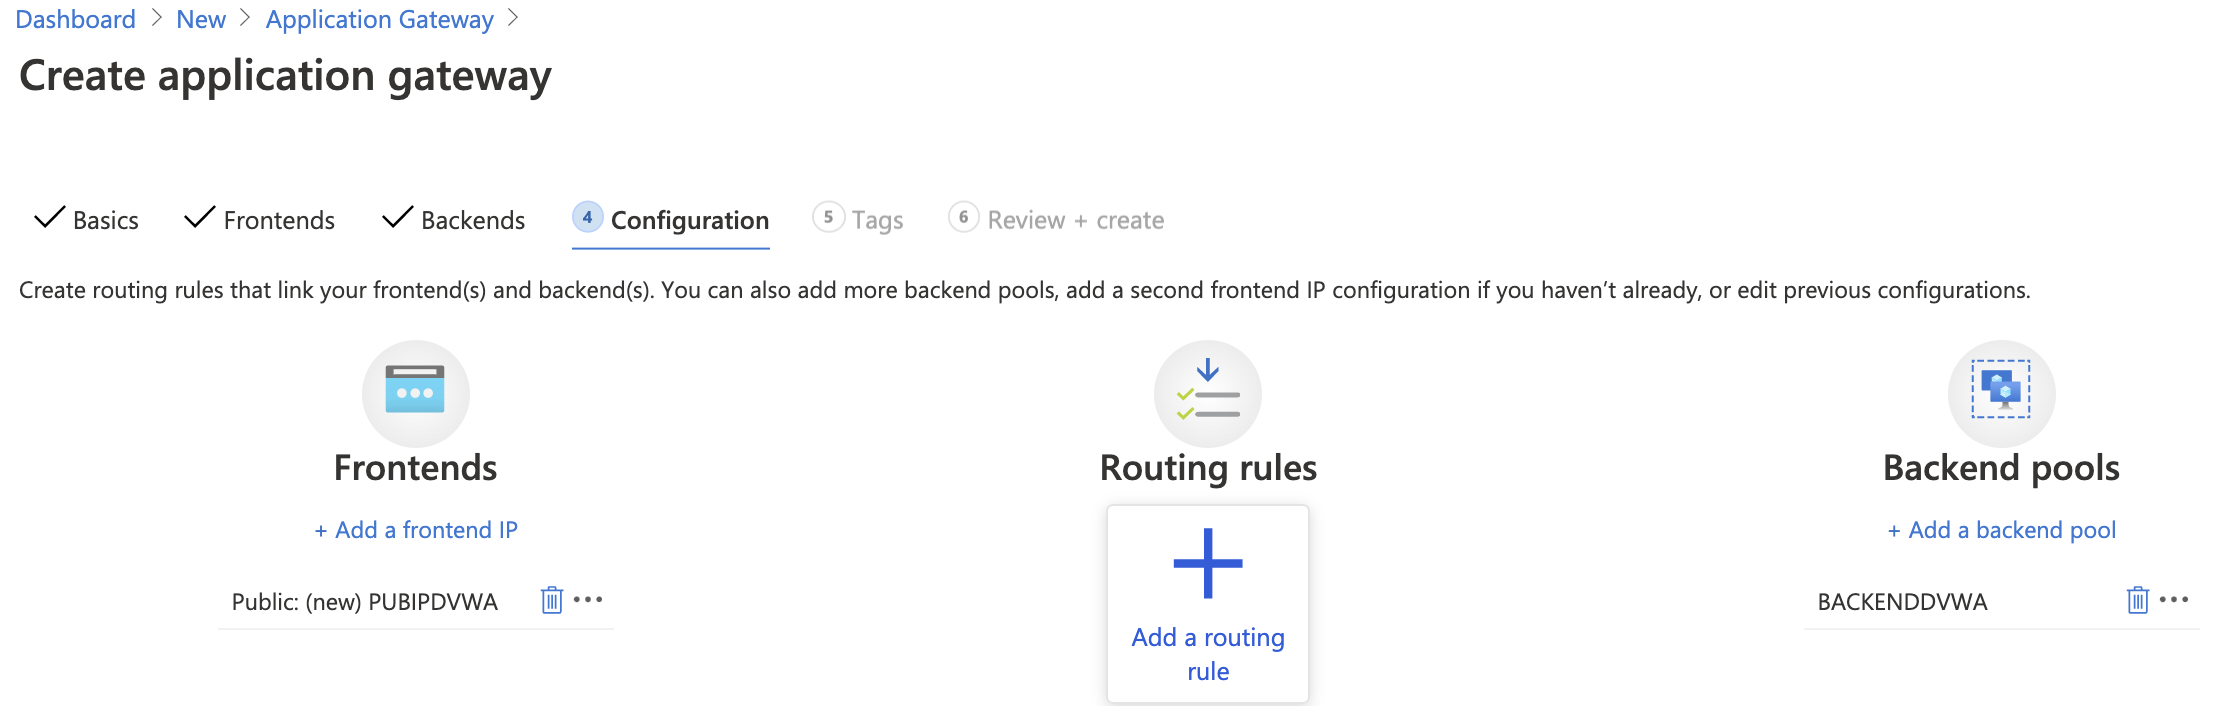 Dashboard > New > Application Gateway >
Create application gateway
Basics Frontends Backends 4 Configuration 5 Tags 6 Review + create
Create routing rules that link your frontend(s) and backend(s). You can also add more backend pools, add a second frontend IP configuration if you haven’t already, or edit previous configurations.
Frontends
+ Add a frontend IP
Public: (new) PUBIPDVWA
Routing rules
Add a routing
rule
Backend pools
+ Add a backend pool
BACKENDDVWA